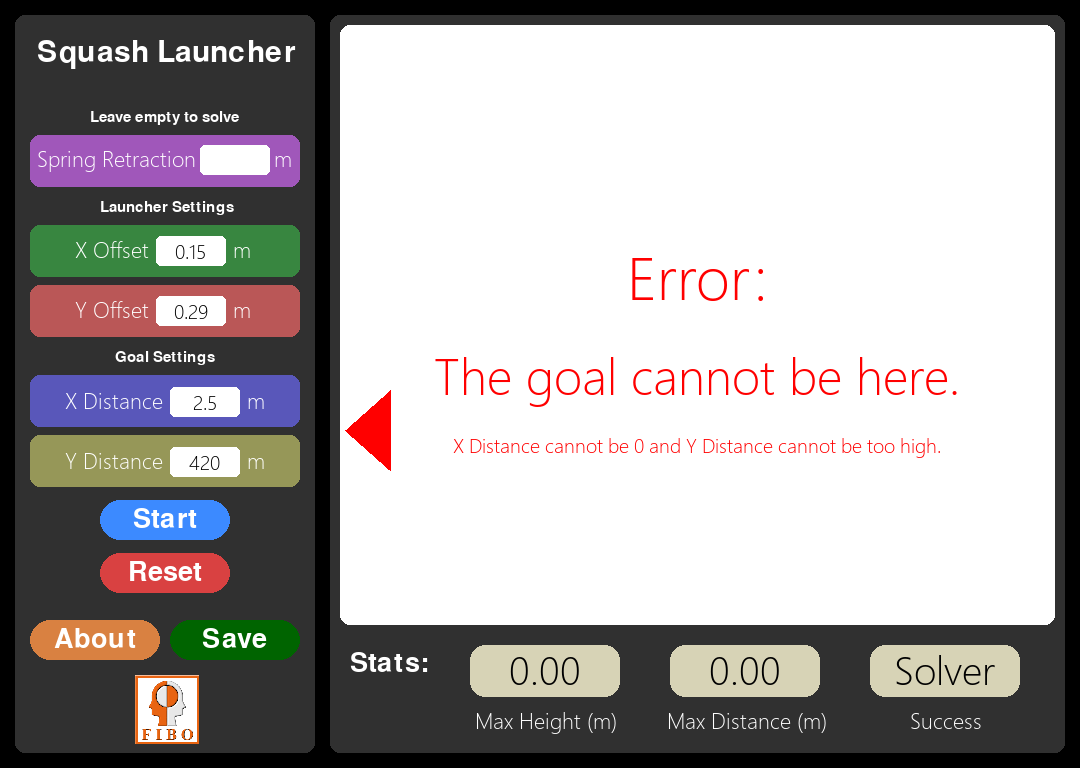 Squash Launcher
Leave empty to solve
Spring Retraction m
Launcher Settings
X Offset 0.15 m
Y Offset 0.29 m
Goal Settings
X Distance 2.5 m
Y Distance 420 m
Start
Reset
About Save
FIBO
Error:
The goal cannot be here.
X Distance cannot be 0 and Y Distance cannot be too high.
Stats: 0.00 0.00 Solver
Max Height (m) Max Distance (m) Success